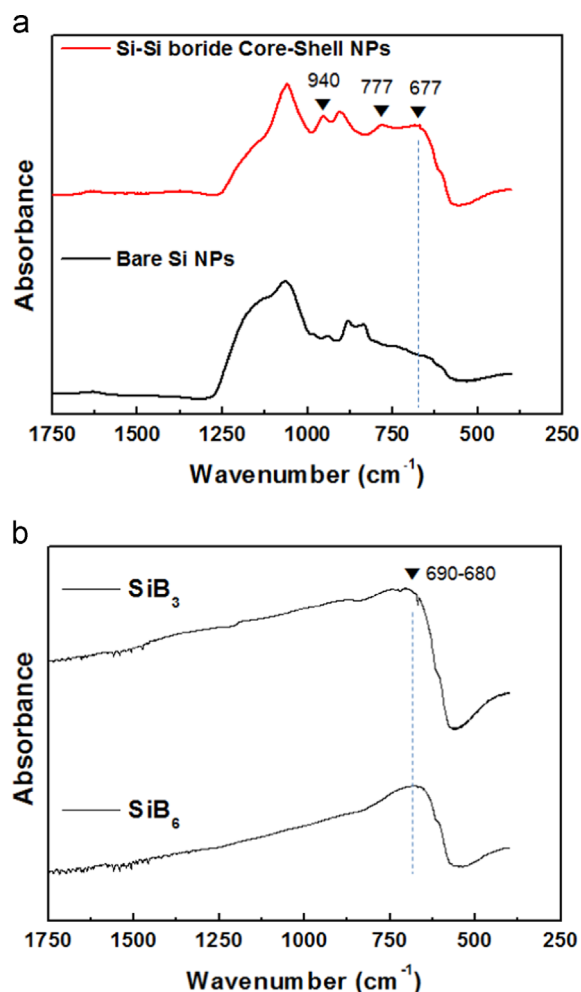 a
Si-Si boride Core-Shell NPs
940 777 677
Bare Si NPs
Absorbance
1750 1500 1250 1000 750 500 250
Wavenumber (cm⁻¹)
b
690-680
SiB₃
SiB₆
Absorbance
1750 1500 1250 1000 750 500 250
Wavenumber (cm⁻¹)